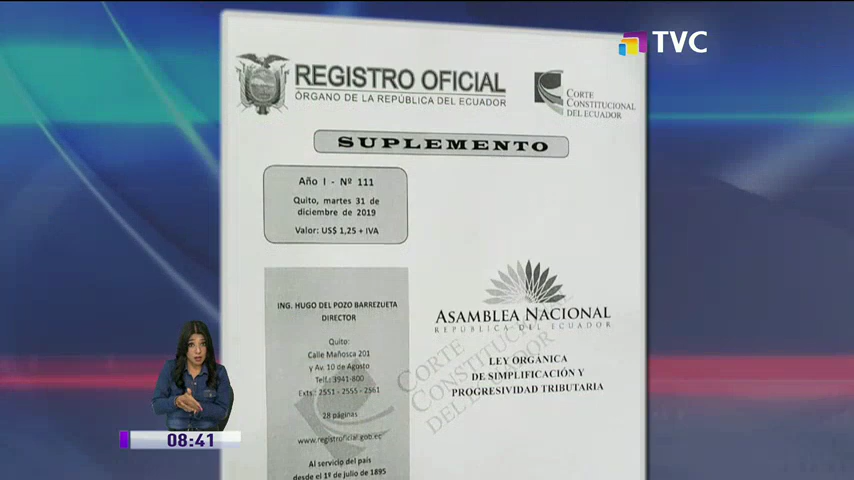 TVC
REGISTRO OFICIAL
ÓRGANO DE LA REPÚBLICA DEL ECUADOR
CORTE
CONSTITUCIONAL
DEL ECUADOR
SUPLEMENTO
Año I - Nº 111
Quito, martes 31 de
diciembre de 2019
Valor: US$ 1,25 + IVA
ING. HUGO DEL POZO BARREZUETA
DIRECTOR
Quito:
Calle Mañosca 201
y Av. 10 de Agosto
Telf.: 3941-800
Exts.: 2551 - 2555 - 2561
28 páginas
www.registroficial.gob.ec
Al servicio del país
desde el 1º de julio de 1895
ASAMBLEA NACIONAL
REPÚBLICA DEL ECUADOR
LEY ORGÁNICA
DE SIMPLIFICACIÓN Y
PROGRESIVIDAD TRIBUTARIA
CORTE
CONSTITUCIONAL
DEL ECUADOR
08:41